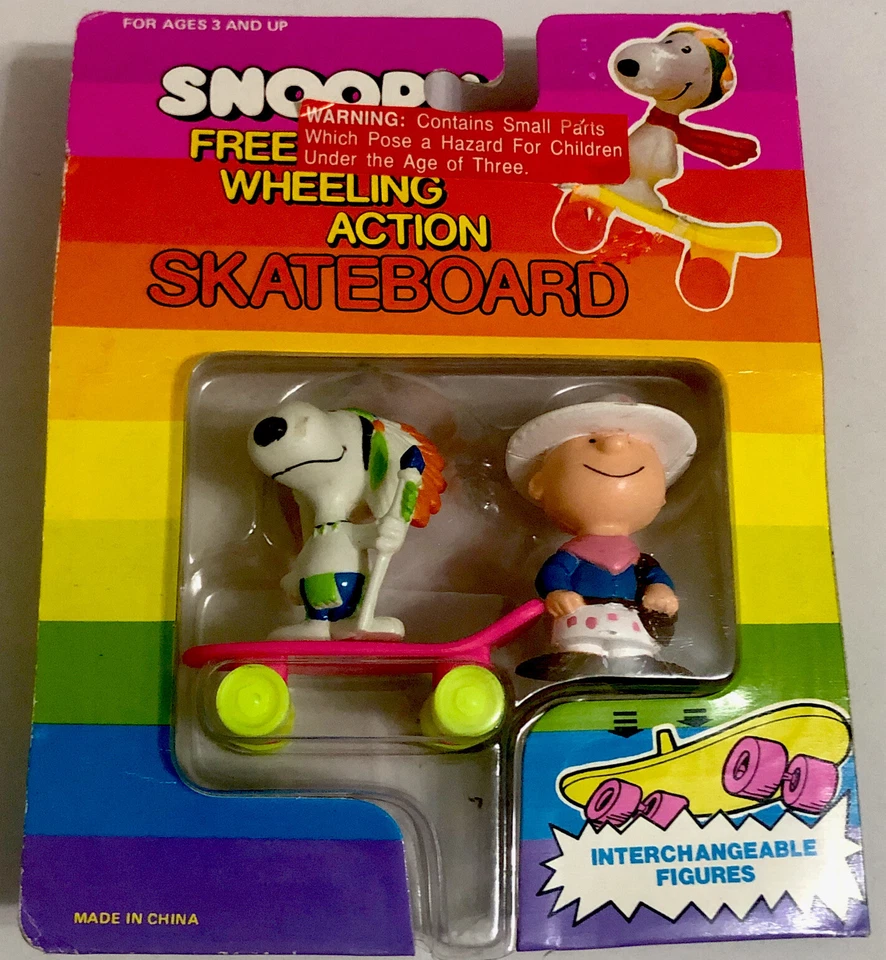 FOR AGES 3 AND UP
SNOOPY
WARNING: Contains Small Parts
Which Pose a Hazard For Children
Under the Age of Three.
FREE
WHEELING
ACTION
SKATEBOARD
INTERCHANGEABLE
FIGURES
MADE IN CHINA